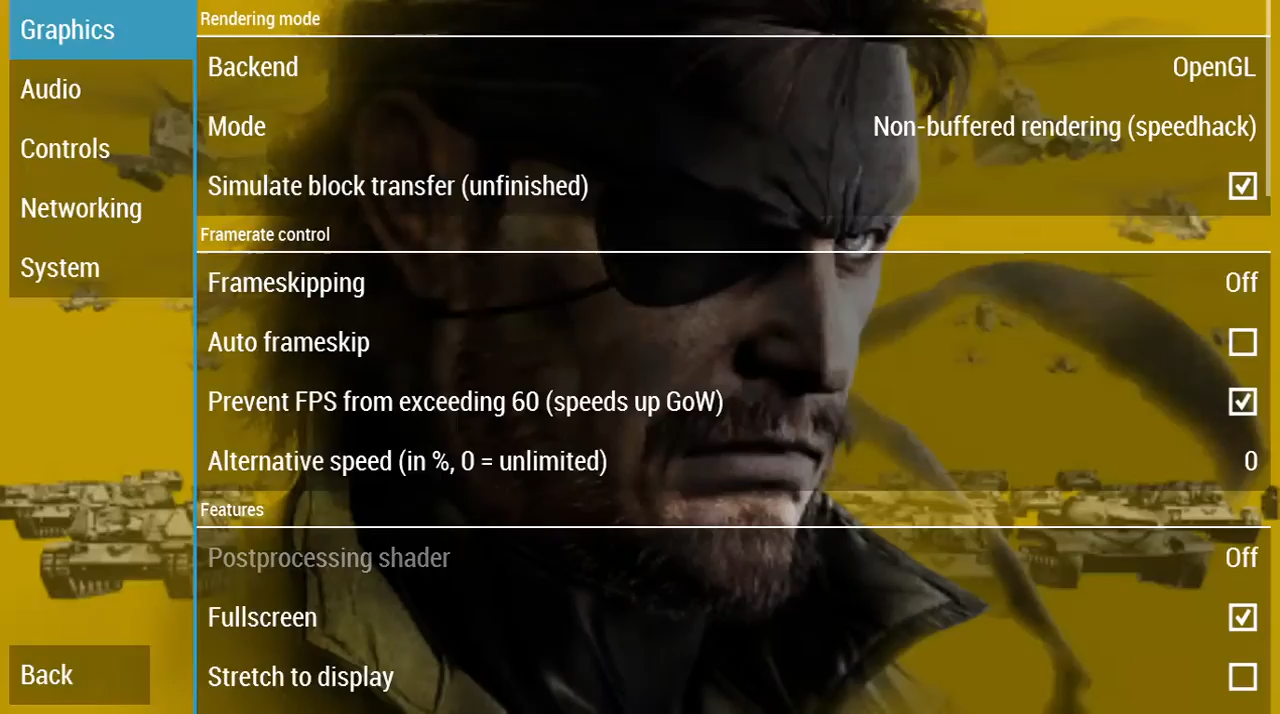 Graphics
Audio
Controls
Networking
System
Back
Rendering mode
Backend OpenGL
Mode Non-buffered rendering (speedhack)
Simulate block transfer (unfinished)
Framerate control
Frameskipping Off
Auto frameskip
Prevent FPS from exceeding 60 (speeds up GoW)
Alternative speed (in %, 0 = unlimited) 0
Features
Postprocessing shader Off
Fullscreen
Stretch to display